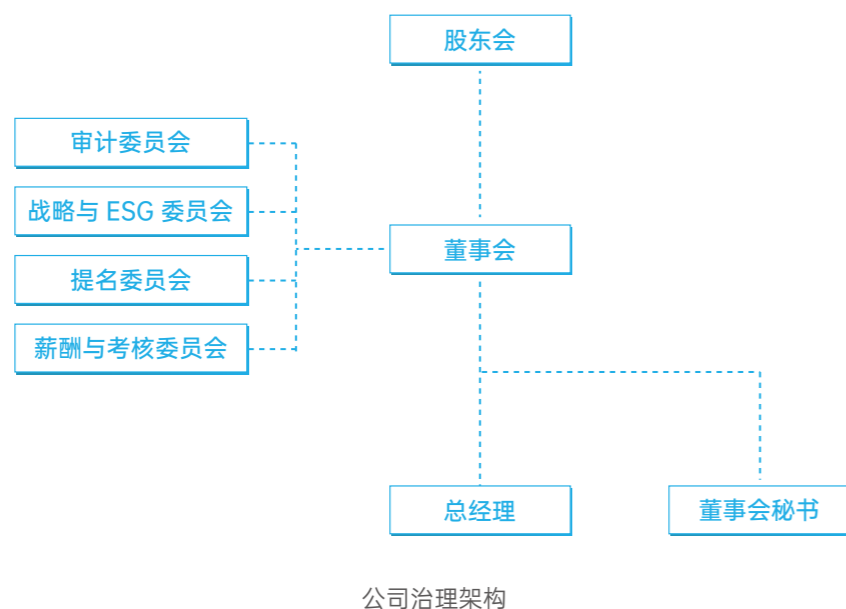 股东会
审计委员会
战略与 ESG 委员会
董事会
提名委员会
薪酬与考核委员会
总经理
董事会秘书
公司治理架构